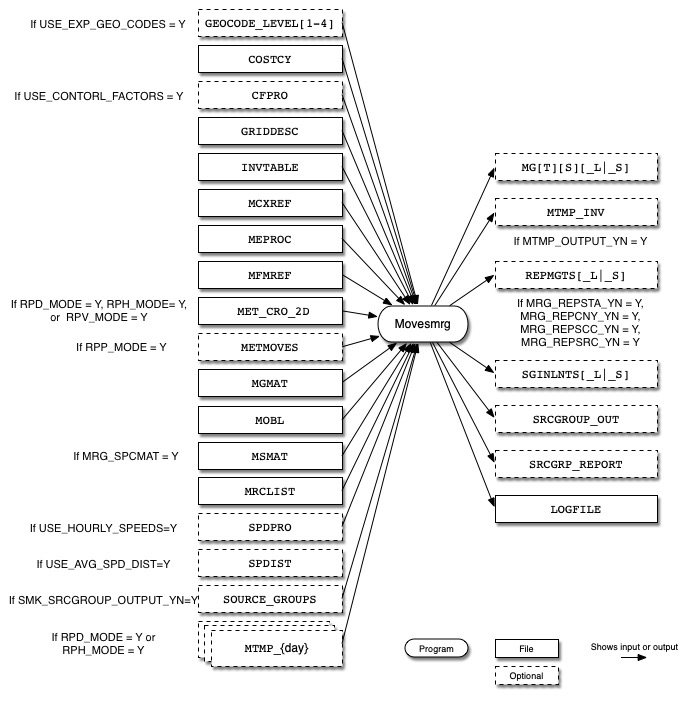 If USE_EXP_GEO_CODES = Y
GEOCODE_LEVEL[1-4]
COSTCY
If USE_CONTORL_FACTORS = Y
CFPRO
GRIDDESC
INVTABLE
MCXREF
MEPROC
MFMREF
If RPD_MODE = Y, RPH_MODE= Y,
or RPV_MODE = Y
MET_CRO_2D
If RPP_MODE = Y
METMOVES
MGMAT
MOBL
If MRG_SPCMAT = Y
MSMAT
MRCLIST
If USE_HOURLY_SPEEDS=Y
SPDPRO
If USE_AVG_SPD_DIST=Y
SPDIST
If SMK_SRCGROUP_OUTPUT_YN=Y
SOURCE_GROUPS
If RPD_MODE = Y or
RPH_MODE = Y
MTMP_{day}
Movesmrg
MG[T][S][_L|_S]
MTMP_INV
If MTMP_OUTPUT_YN = Y
REPMGTS[_L|_S]
If MRG_REPSTA_YN = Y,
MRG_REPCNY_YN = Y,
MRG_REPSCC_YN = Y,
MRG_REPSRC_YN = Y
SGINLNTS[_L|_S]
SRCGROUP_OUT
SRCGRP_REPORT
LOGFILE
Program
File
Optional
Shows input or output